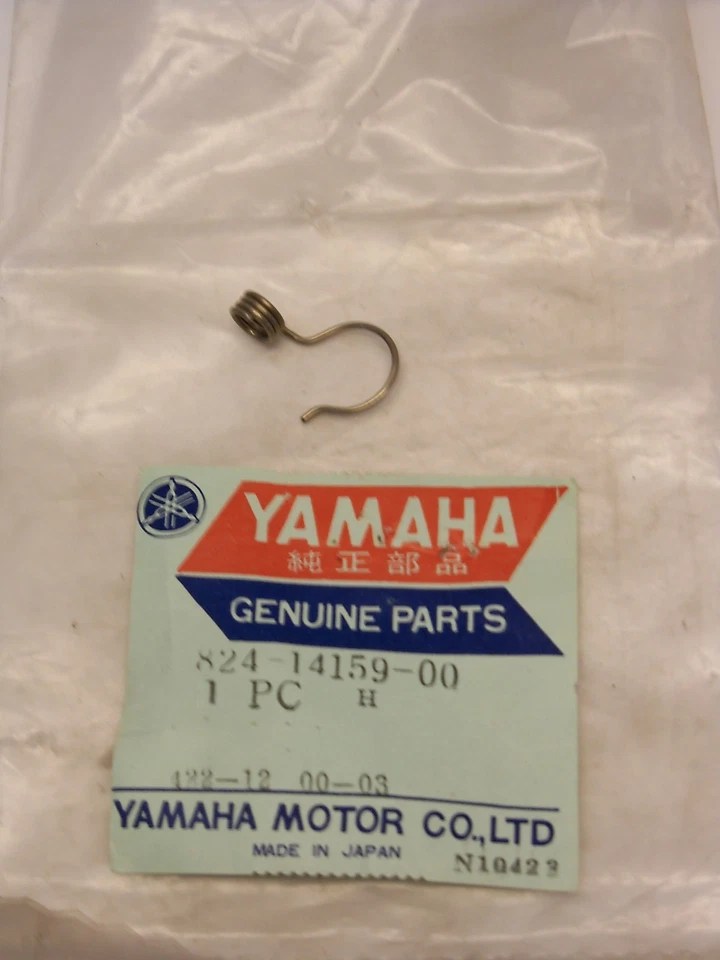 YAMAHA
純正部品
GENUINE PARTS
824-14159-00
1 PC H
422-12 00-03
YAMAHA MOTOR CO.,LTD
MADE IN JAPAN
N10423